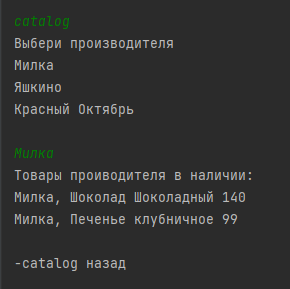 catalog
Выбери производителя
Милка
Яшкино
Красный Октябрь
Милка
Товары проиводителя в наличии:
Милка, Шоколад Шоколадный 140
Милка, Печенье клубничное 99
-catalog назад